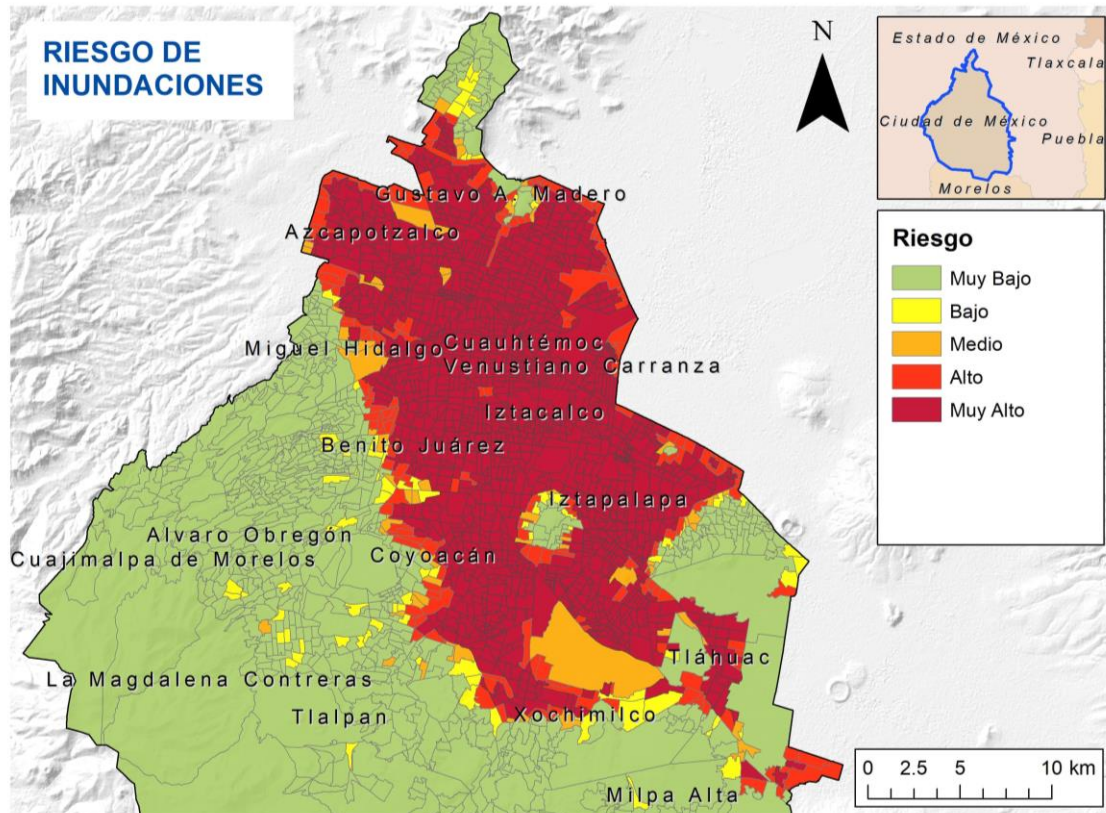 RIESGO DE
INUNDACIONES
N
Estado de México
Tlaxcala
Ciudad de México
Puebla
Morelos
Riesgo
Muy Bajo
Bajo
Medio
Alto
Muy Alto
Gustavo A. Madero
Azcapotzalco
Miguel Hidalgo
Cuauhtémoc
Venustiano Carranza
Iztacalco
Benito Juárez
Iztapalapa
Alvaro Obregón
Coyoacán
Cuajimalpa de Morelos
Tláhuac
La Magdalena Contreras
Tlalpan
Xochimilco
Milpa Alta
0 2.5 5 10 km